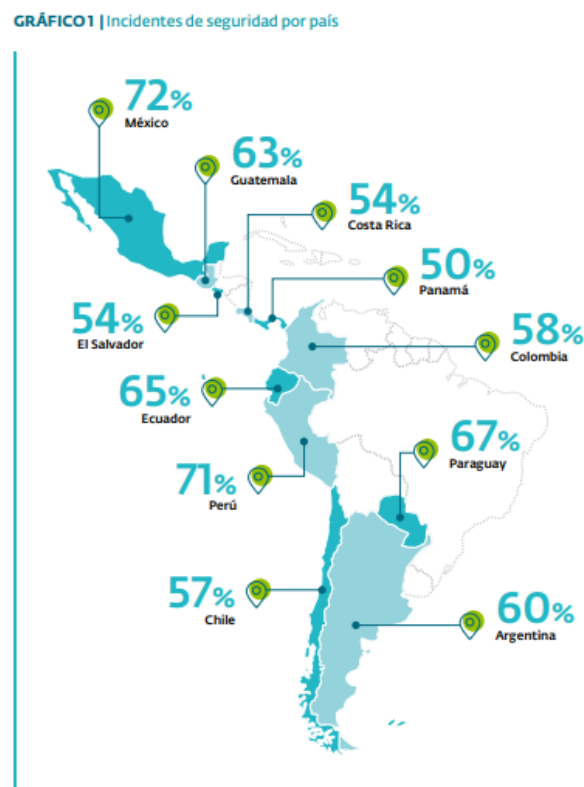 GRÁFICO 1 | Incidentes de seguridad por país
72%
México
63%
Guatemala
54%
Costa Rica
50%
Panamá
54%
El Salvador
58%
Colombia
65%
Ecuador
67%
Paraguay
71%
Perú
57%
Chile
60%
Argentina